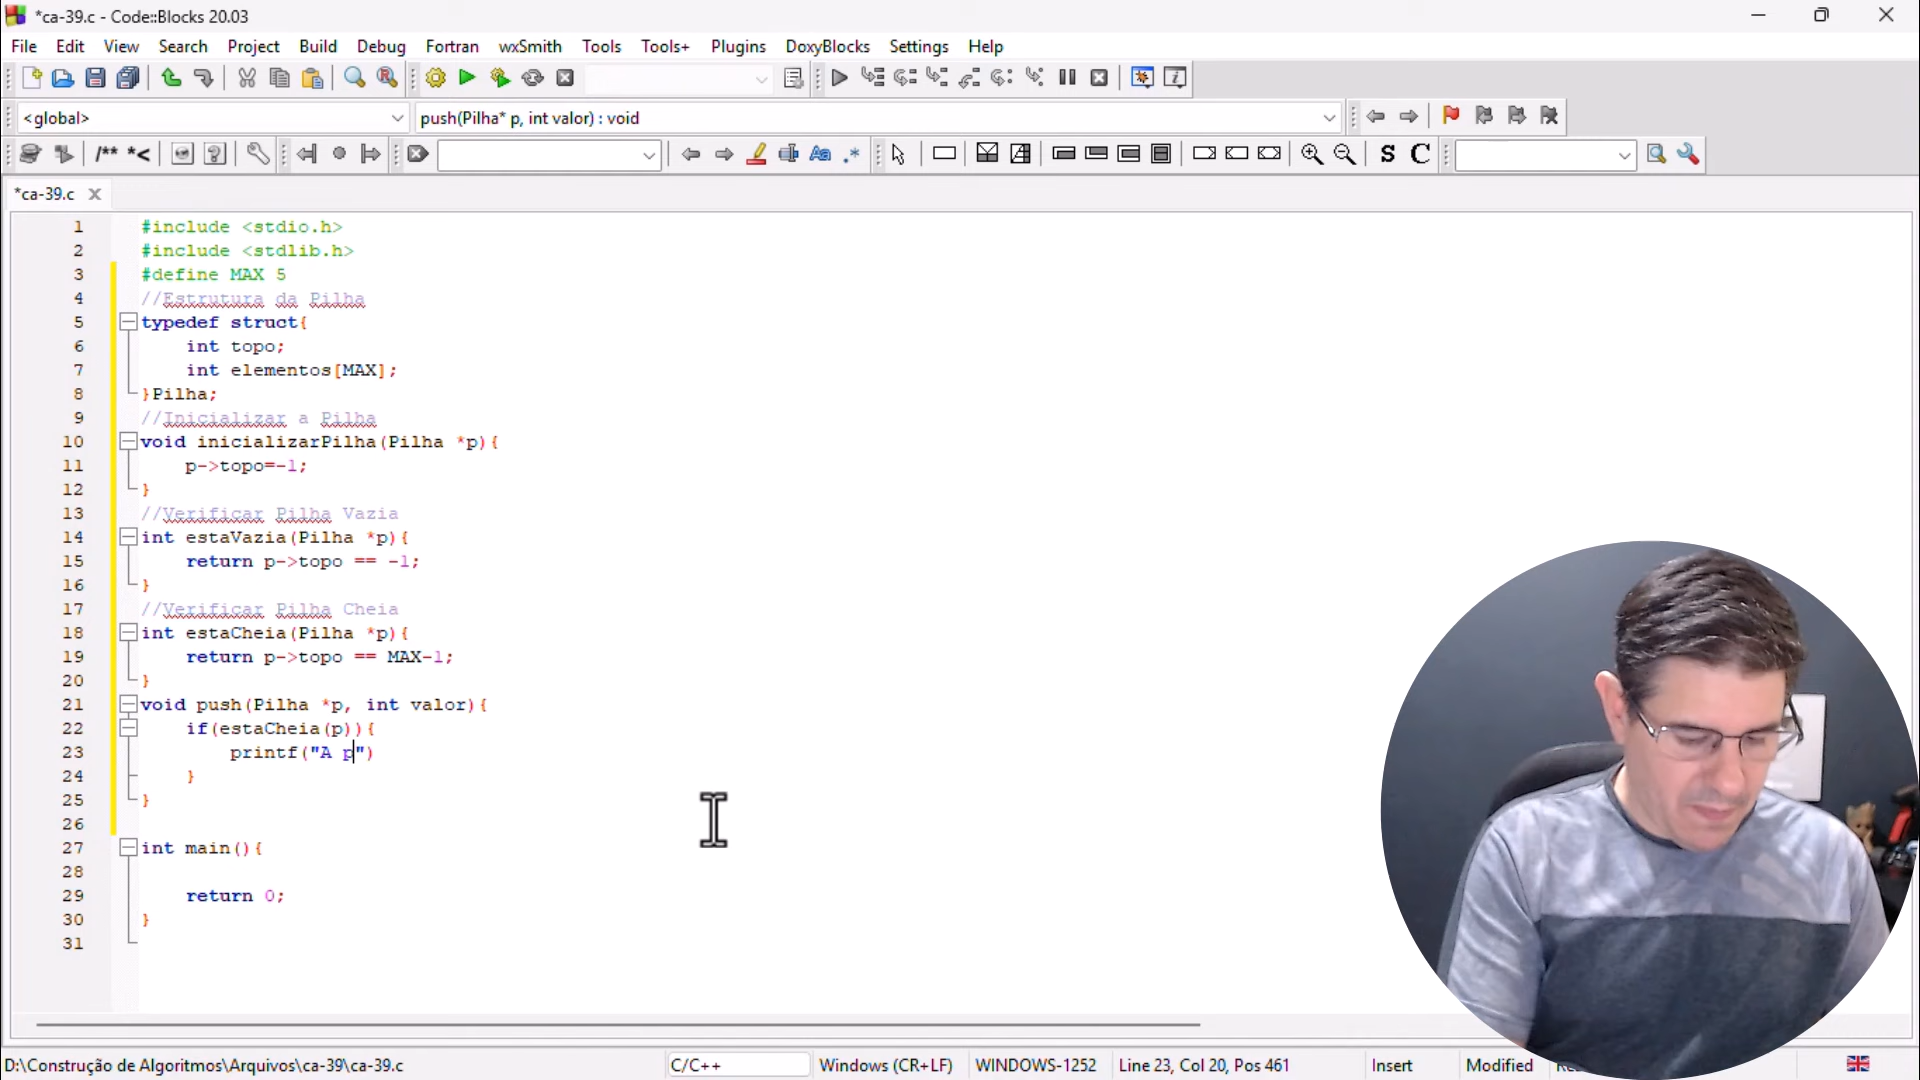 *ca-39.c - Code::Blocks 20.03
File Edit View Search Project Build Debug Fortran wxSmith Tools Tools+ Plugins DoxyBlocks Settings Help
<global> push(Pilha* p, int valor) : void
/** *< Aa .* S C
*ca-39.c
1 #include <stdio.h>
2 #include <stdlib.h>
3 #define MAX 5
4 //Estrutura da Pilha
5 typedef struct{
6 int topo;
7 int elementos[MAX];
8 }Pilha;
9 //Inicializar a Pilha
10 void inicializarPilha(Pilha *p){
11 p->topo=-1;
12 }
13 //Verificar Pilha Vazia
14 int estaVazia(Pilha *p){
15 return p->topo == -1;
16 }
17 //Verificar Pilha Cheia
18 int estaCheia(Pilha *p){
19 return p->topo == MAX-1;
20 }
21 void push(Pilha *p, int valor){
22 if(estaCheia(p)){
23 printf("A p")
24 }
25 }
26
27 int main(){
28
29 return 0;
30 }
31
D:\Construção de Algoritmos\Arquivos\ca-39\ca-39.c C/C++ Windows (CR+LF) WINDOWS-1252 Line 23, Col 20, Pos 461 Insert Modified